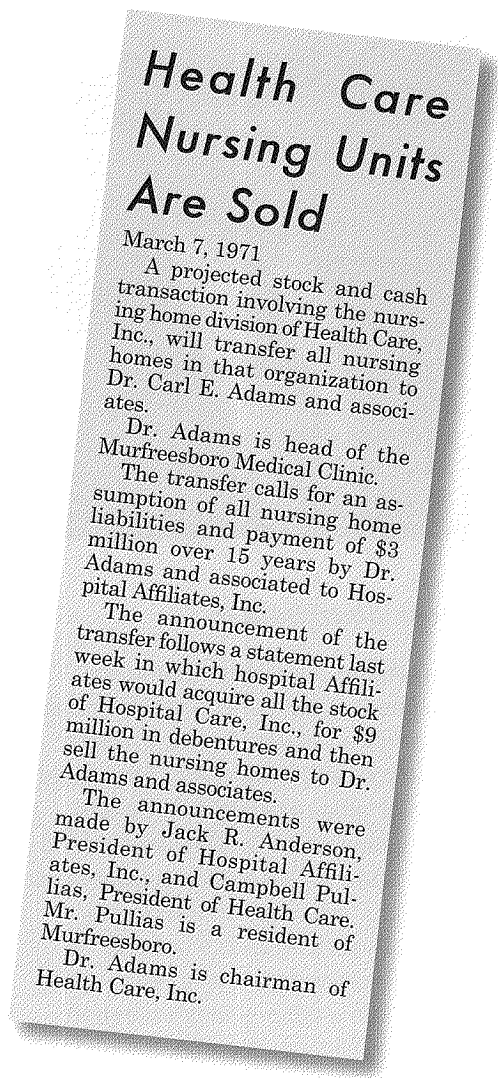 Health Care
Nursing Units
Are Sold
March 7, 1971
A projected stock and cash
transaction involving the nurs-
ing home division of Health Care,
Inc., will transfer all nursing
homes in that organization to
Dr. Carl E. Adams and associ-
ates.
Dr. Adams is head of the
Murfreesboro Medical Clinic.
The transfer calls for an as-
sumption of all nursing home
liabilities and payment of $3
million over 15 years by Dr.
Adams and associated to Hos-
pital Affiliates, Inc.
The announcement of the
transfer follows a statement last
week in which hospital Affili-
ates would acquire all the stock
of Hospital Care, Inc., for $9
million in debentures and then
sell the nursing homes to Dr.
Adams and associates.
The announcements were
made by Jack R. Anderson,
President of Hospital Affili-
ates, Inc., and Campbell Pul-
lias, President of Health Care.
Mr. Pullias is a resident of
Murfreesboro.
Dr. Adams is chairman of
Health Care, Inc.